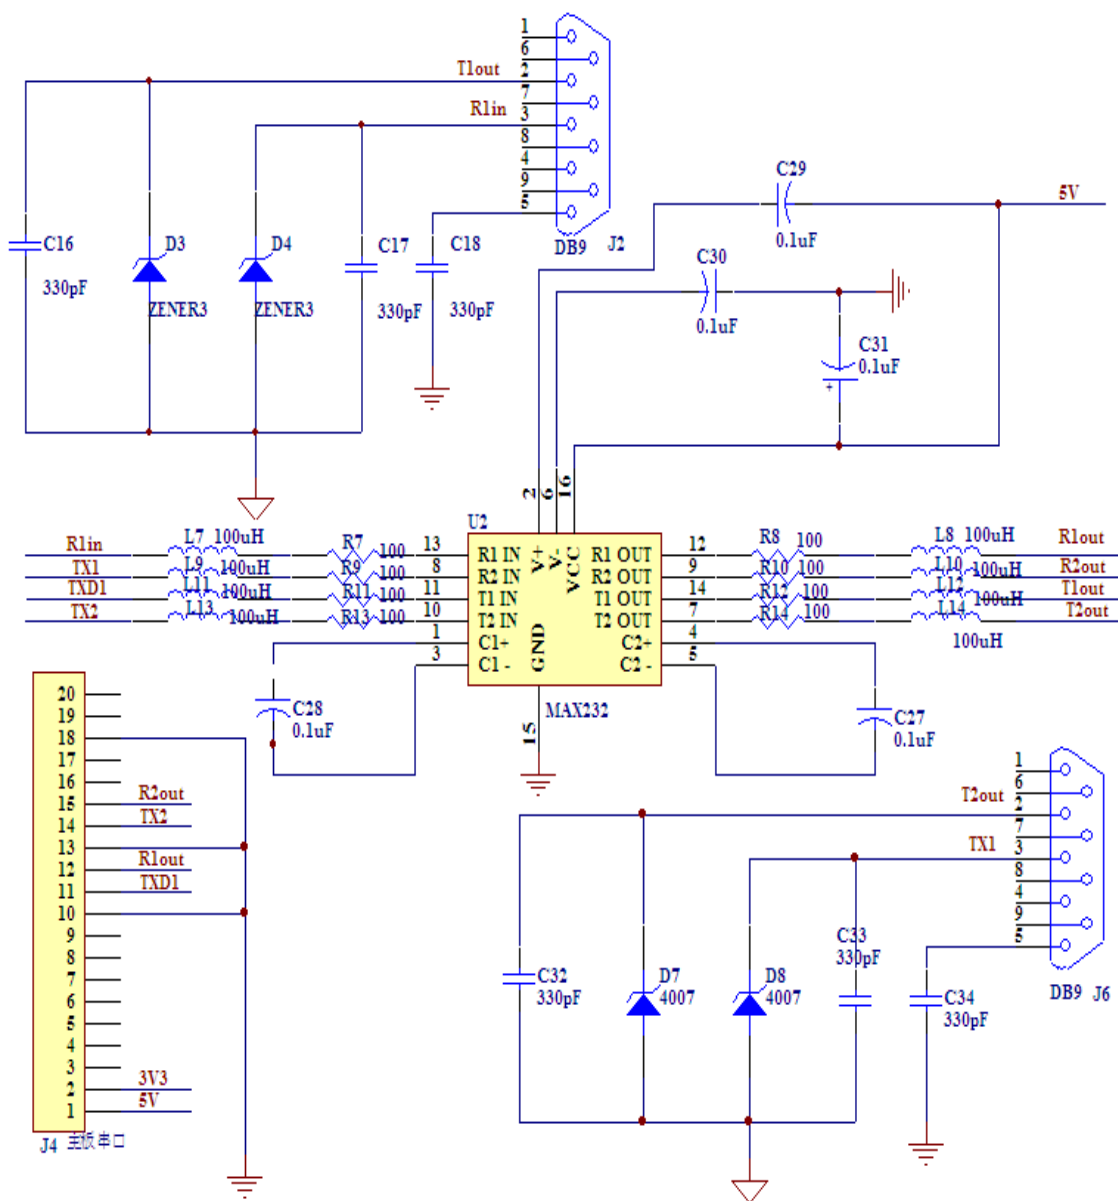 1
6
T1out 2
7
R1in 3
8
4
9
5
DB9 J2
C16
330pF
D3
ZENER3
D4
ZENER3
C17
330pF
C18
330pF
C29
0.1uF
5V
C30
0.1uF
C31
0.1uF
+
2 6 16
U2
R1in L7 100uH R7 100 13 R1 IN
TX1 L9 100uH R9 100 8 R2 IN
TXD1 L11 100uH R11 100 11 T1 IN
TX2 L13 100uH R13 100 10 T2 IN
1 C1+
3 C1 -
V+ V- VCC
GND
R1 OUT 12 R8 100 L8 100uH R1out
R2 OUT 9 R10 100 L10 100uH R2out
T1 OUT 14 R12 100 L12 100uH T1out
T2 OUT 7 R14 100 L14 100uH T2out
C2+ 4
C2 - 5
MAX232
15
C28
0.1uF
C27
0.1uF
20
19
18
17
16
15 R2out
14 TX2
13
12 R1out
11 TXD1
10
9
8
7
6
5
4
3
2 3V3
1 5V
J4 主板串口
1
6
T2out 2
7
TX1 3
8
4
9
5
DB9 J6
C32
330pF
D7
4007
D8
4007
C33
330pF
C34
330pF